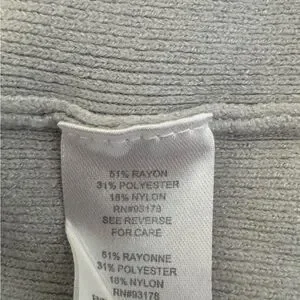 51% RAYON
31% POLYESTER
18% NYLON
RN#93178
SEE REVERSE
FOR CARE
51% RAYONNE
31% POLYESTER
18% NYLON
RN#93178